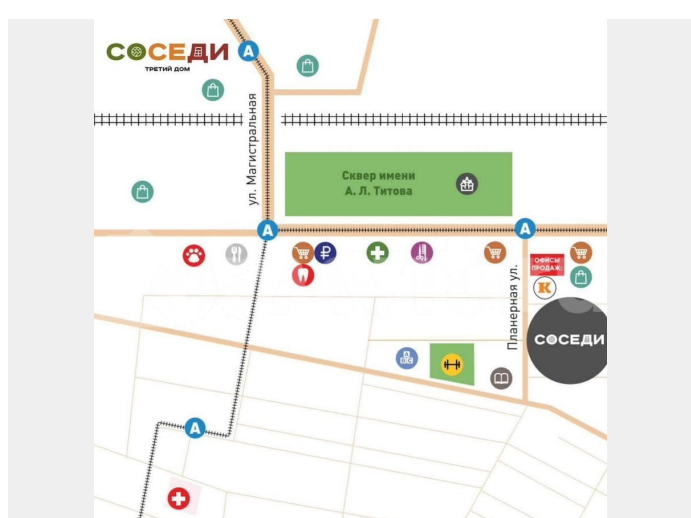 СОСЕДИ
ТРЕТИЙ ДОМ
А
ул. Магистральная
Сквер имени
А. Л. Титова
А
А
₽
ОФИСЫ
ПРОДАЖ
К
Планерная ул.
СОСЕДИ
A
B C
А